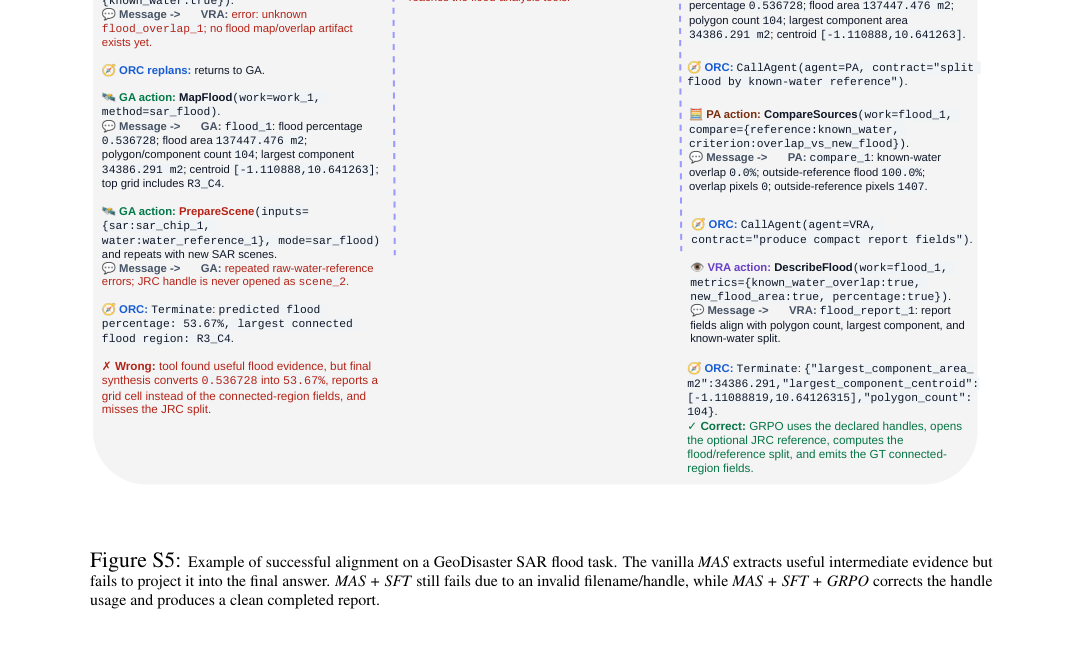 💬 Message -> VRA: error: unknown
flood_overlap_1; no flood map/overlap artifact
exists yet.
🧭 ORC replans: returns to GA.
🛰️ GA action: MapFlood(work=work_1,
method=sar_flood).
💬 Message -> GA: flood_1: flood percentage
0.536728; flood area 137447.476 m2;
polygon/component count 104; largest component
34386.291 m2; centroid [-1.110888,10.641263];
top grid includes R3_C4.
🛰️ GA action: PrepareScene(inputs=
{sar:sar_chip_1,
water:water_reference_1}, mode=sar_flood)
and repeats with new SAR scenes.
💬 Message -> GA: repeated raw-water-reference
errors; JRC handle is never opened as scene_2.
🧭 ORC: Terminate: predicted flood
percentage: 53.67%, largest connected
flood region: R3_C4.
✗ Wrong: tool found useful flood evidence, but final
synthesis converts 0.536728 into 53.67%, reports a
grid cell instead of the connected-region fields, and
misses the JRC split.
percentage 0.536728; flood area 137447.476 m2;
polygon count 104; largest component area
34386.291 m2; centroid [-1.110888,10.641263].
🧭 ORC: CallAgent(agent=PA, contract="split
flood by known-water reference").
🧮 PA action: CompareSources(work=flood_1,
compare={reference:known_water,
criterion:overlap_vs_new_flood}).
💬 Message -> PA: compare_1: known-water
overlap 0.0%; outside-reference flood 100.0%;
overlap pixels 0; outside-reference pixels 1407.
🧭 ORC: CallAgent(agent=VRA,
contract="produce compact report fields").
👁️ VRA action: DescribeFlood(work=flood_1,
metrics={known_water_overlap:true,
new_flood_area:true, percentage:true}).
💬 Message -> VRA: flood_report_1: report
fields align with polygon count, largest component, and
known-water split.
🧭 ORC: Terminate: {"largest_component_area_
m2":34386.291,"largest_component_centroid":
[-1.11088819,10.64126315],"polygon_count":
104}.
✓ Correct: GRPO uses the declared handles, opens
the optional JRC reference, computes the
flood/reference split, and emits the GT connected-
region fields.
Figure S5: Example of successful alignment on a GeoDisaster SAR flood task. The vanilla MAS extracts useful intermediate evidence but
fails to project it into the final answer. MAS + SFT still fails due to an invalid filename/handle, while MAS + SFT + GRPO corrects the handle
usage and produces a clean completed report.